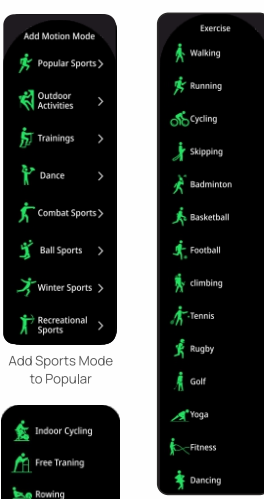 Add Motion Mode
Popular Sports
Outdoor
Activities
Trainings
Dance
Combat Sports
Ball Sports
Winter Sports
Recreational
Sports
Add Sports Mode
to Popular
Indoor Cycling
Free Traning
Rowing
Exercise
Walking
Running
Cycling
Skipping
Badminton
Basketball
Football
climbing
Tennis
Rugby
Golf
Yoga
Fitness
Dancing